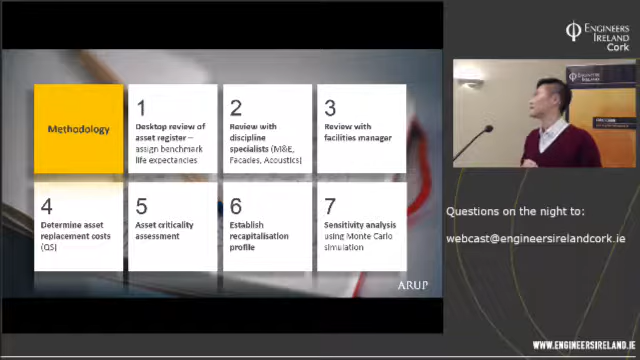 Methodology
1
Desktop review of
asset register –
assign benchmark
life expectancies
2
Review with
discipline
specialists (M&E,
Facades, Acoustics)
3
Review with
facilities manager
4
Determine asset
replacement costs
(QS)
5
Asset criticality
assessment
6
Establish
recapitalisation
profile
7
Sensitivity analysis
using Monte Carlo
simulation
ARUP
ENGINEERS
IRELAND
Cork
ENGINEERS
IRELAND
Questions on the night to:
webcast@engineersirelandcork.ie
WWW.ENGINEERSIRELAND.IE